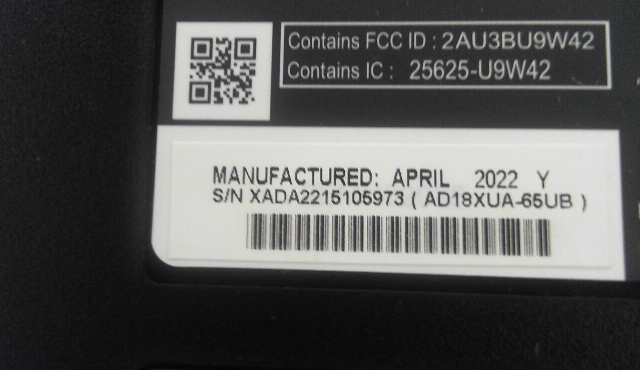 Contains FCC ID : 2AU3BU9W42
Contains IC : 25625-U9W42
MANUFACTURED: APRIL 2022 Y
S/N XADA2215105973 ( AD18XUA-65UB )